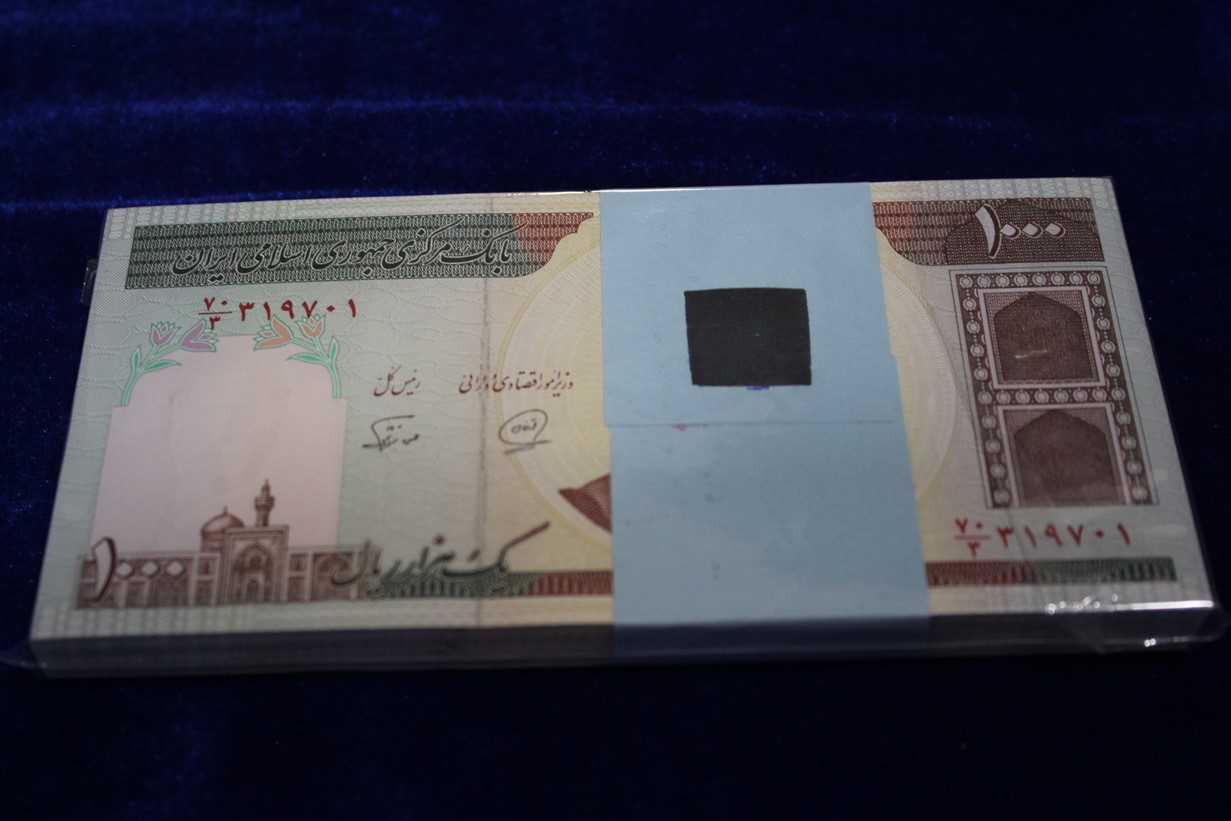 بانک مرکزی جمهوری اسلامی ایران
۱۰۰۰
۷۰/۳ ۳۱۹۷۰۱
رئیس کل
وزیر امور اقتصادی و دارائی
۷۰/۳ ۳۱۹۷۰۱
یک هزار ریال
۱۰۰۰